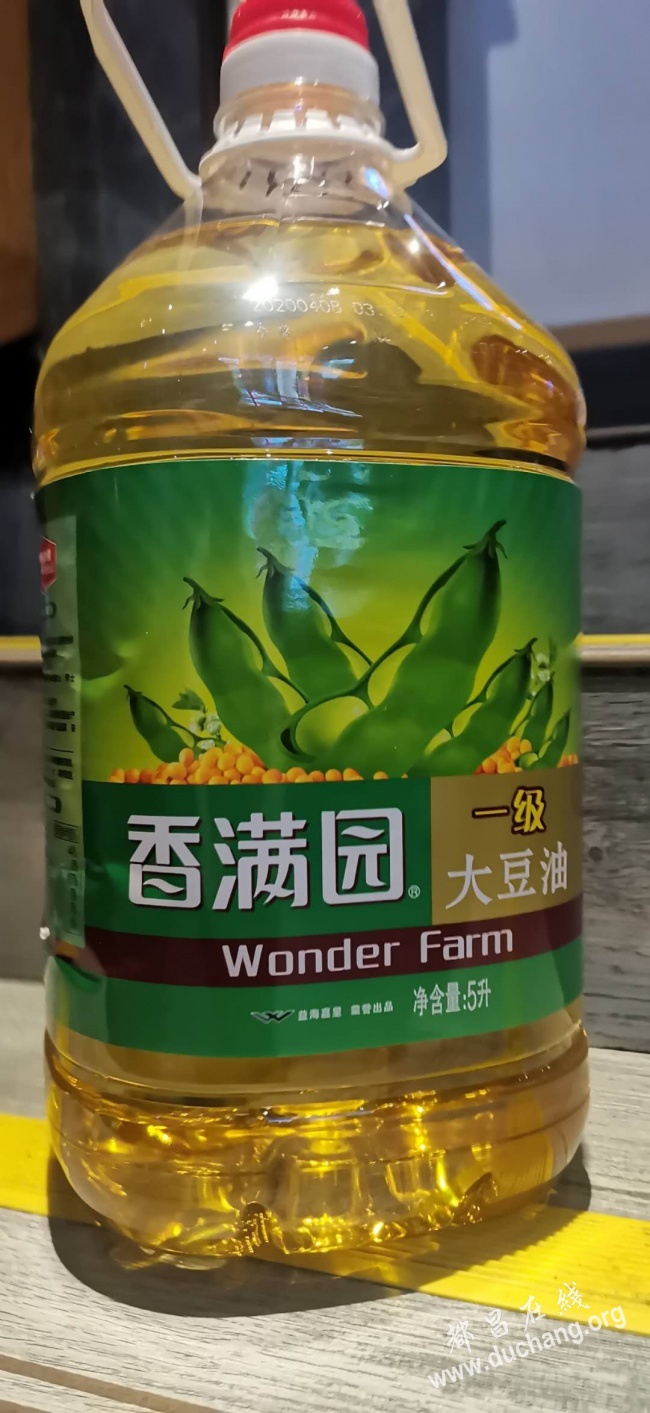 20200408 03
香满园®
一级
大豆油
Wonder Farm
益海嘉里 荣誉出品
净含量:5升
都昌在线
www.duchang.org